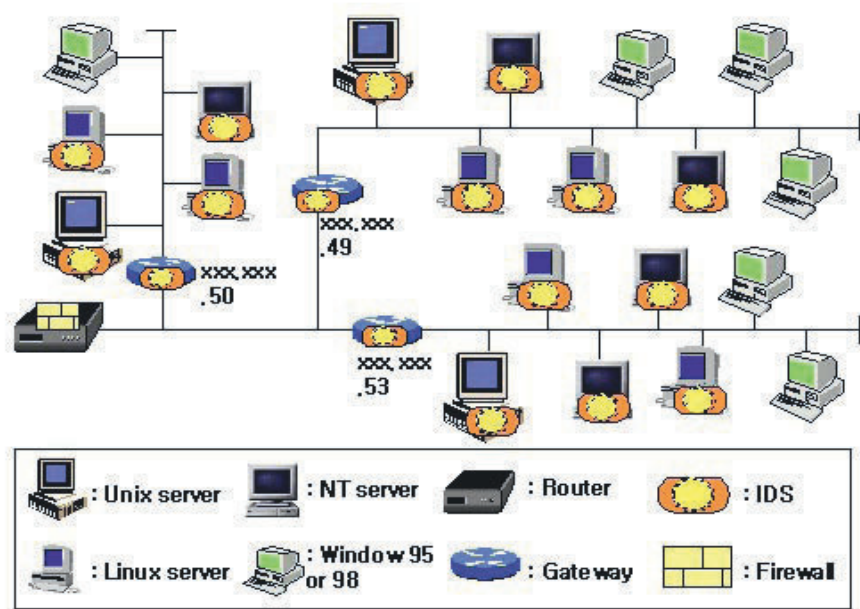 xxx.xxx
.49
xxx.xxx
.50
xxx.xxx
.53
: Unix server
: NT server
: Router
: IDS
: Linux server
: Window 95
or 98
: Gateway
: Firewall